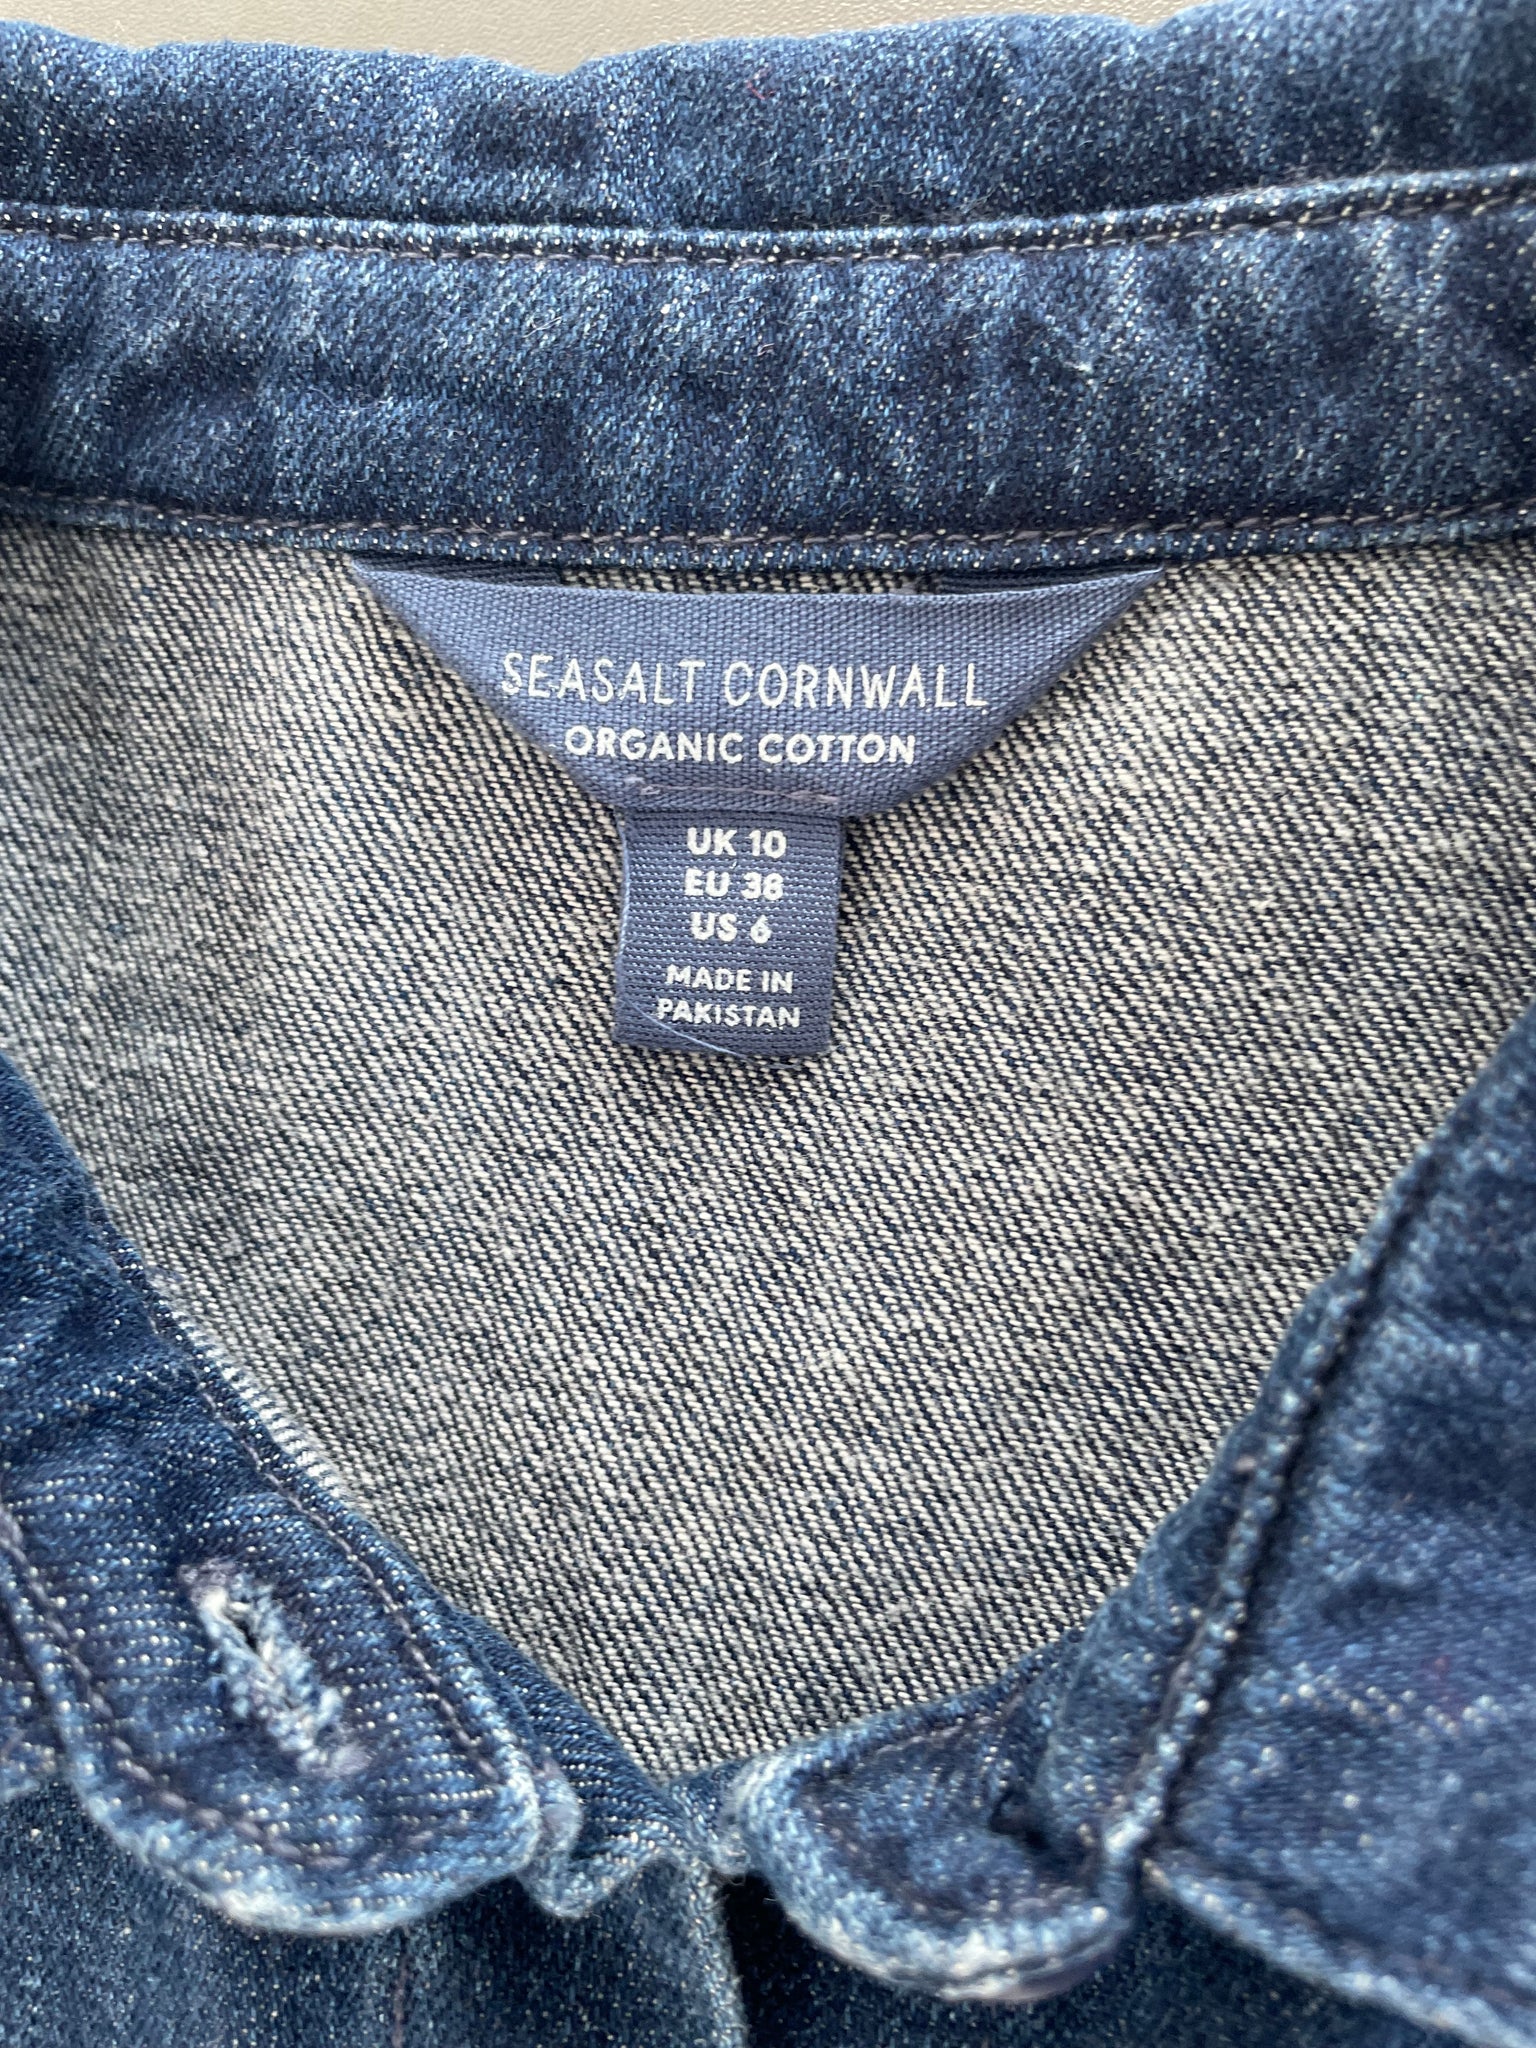 SEASALT CORNWALL
ORGANIC COTTON
UK 10
EU 38
US 6
MADE IN
PAKISTAN